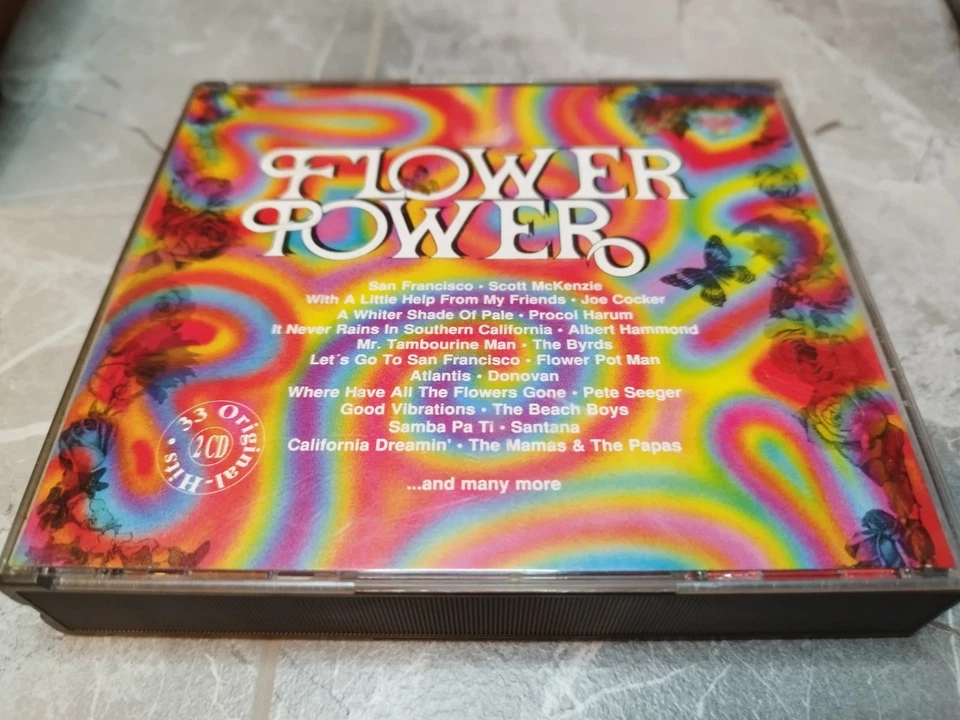 FLOWER
POWER
San Francisco • Scott McKenzie
With A Little Help From My Friends • Joe Cocker
A Whiter Shade Of Pale • Procol Harum
It Never Rains In Southern California • Albert Hammond
Mr. Tambourine Man • The Byrds
Let´s Go To San Francisco • Flower Pot Man
Atlantis • Donovan
Where Have All The Flowers Gone • Pete Seeger
Good Vibrations • The Beach Boys
Samba Pa Ti • Santana
California Dreamin' • The Mamas & The Papas
...and many more
33 Original-Hits •
2 CD